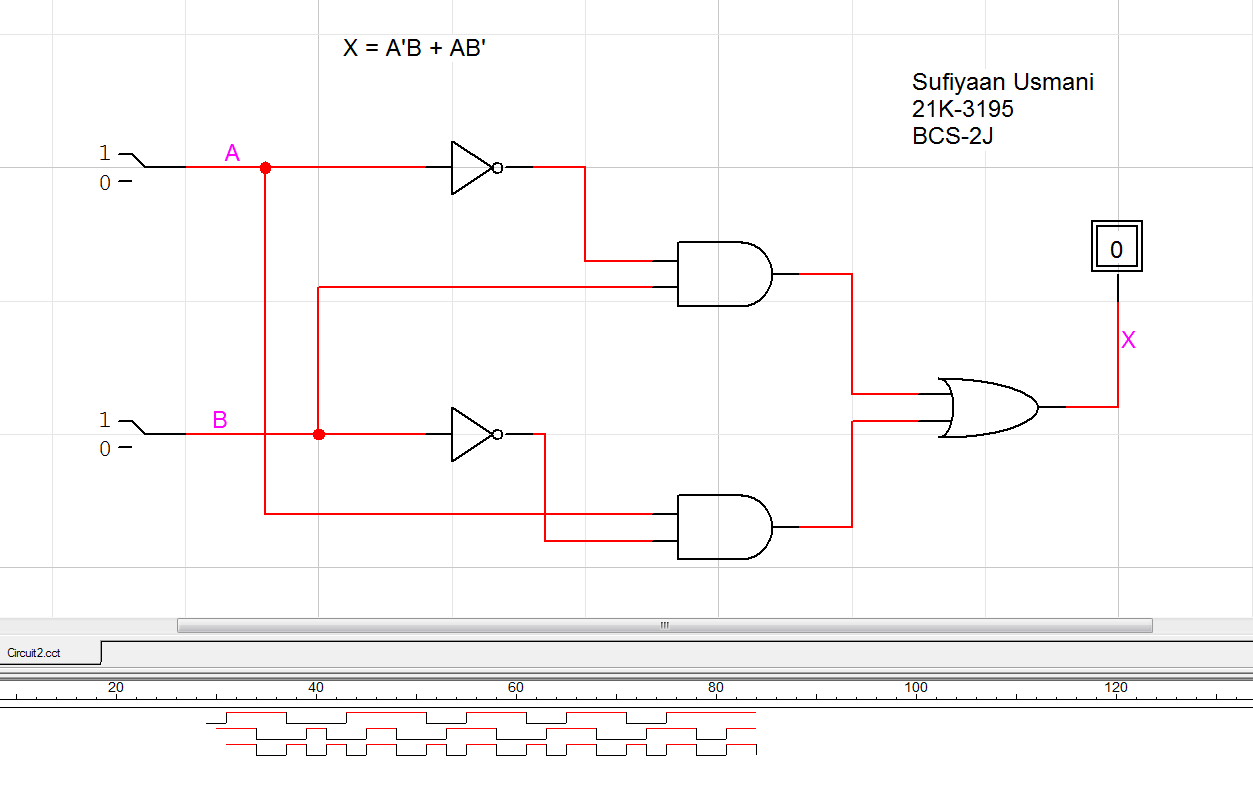 X = A'B + AB'
Sufiyaan Usmani
21K-3195
BCS-2J
1
A
0
0
X
1
B
0
Circuit2.cct
20 40 60 80 100 120